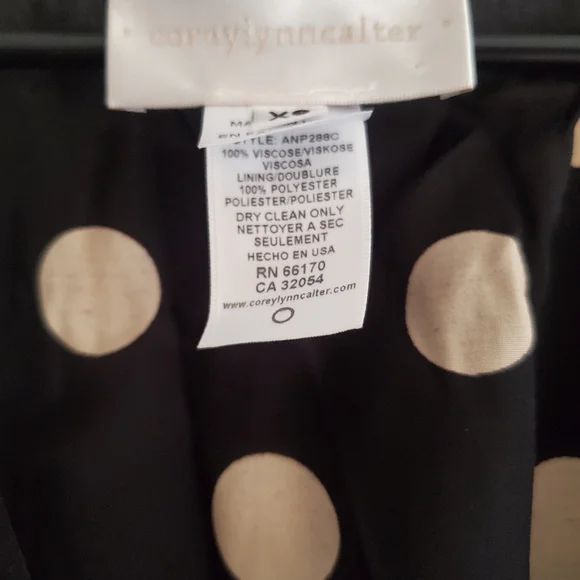 coreylynncalter
XS
STYLE: ANP288C
100% VISCOSE/VISKOSE
VISCOSA
LINING/DOUBLURE
100% POLYESTER
POLIESTER/POLIESTER
DRY CLEAN ONLY
NETTOYER A SEC
SEULEMENT
HECHO EN USA
RN 66170
CA 32054
www.coreylynncalter.com